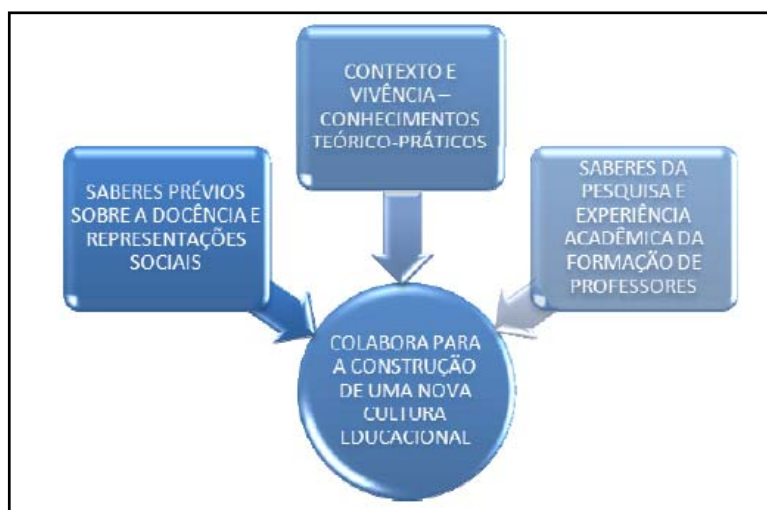 CONTEXTO E
VIVÊNCIA –
CONHECIMENTOS
TEÓRICO-PRÁTICOS
SABERES PRÉVIOS
SOBRE A DOCÊNCIA E
REPRESENTAÇÕES
SOCIAIS
SABERES DA
PESQUISA E
EXPERIÊNCIA
ACADÊMICA DA
FORMAÇÃO DE
PROFESSORES
COLABORA PARA
A CONSTRUÇÃO
DE UMA NOVA
CULTURA
EDUCACIONAL